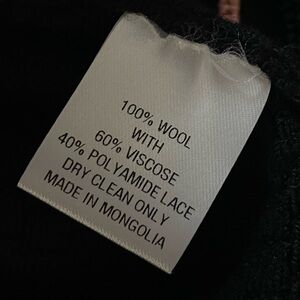 100% WOOL
WITH
60% VISCOSE
40% POLYAMIDE LACE
DRY CLEAN ONLY
MADE IN MONGOLIA